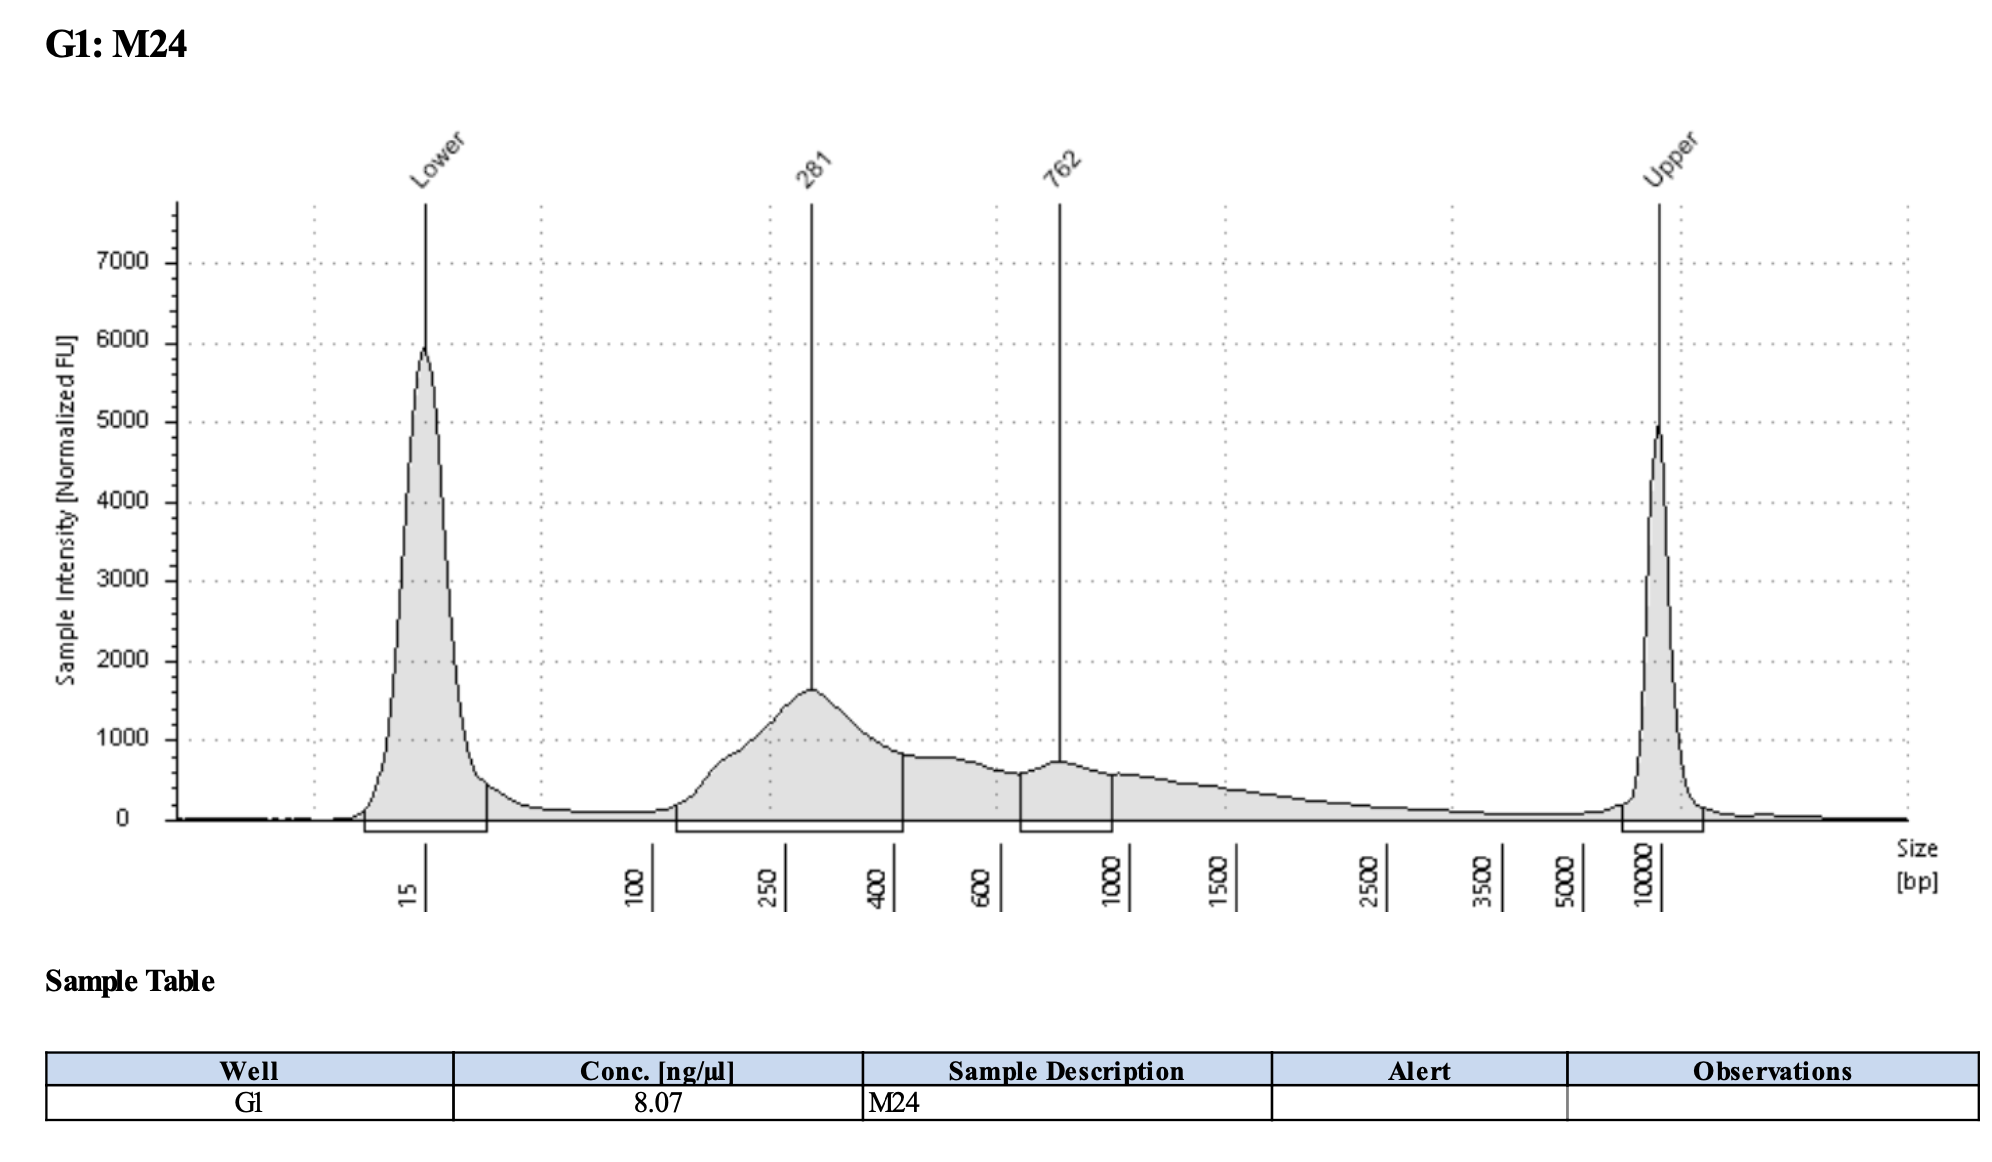 G1: M24
Lower
281
762
Upper
Sample Intensity [Normalized FU]
7000
6000
5000
4000
3000
2000
1000
0
15
100
250
400
600
1000
1500
2500
3500
5000
10000
Size
[bp]
Sample Table
Well Conc. [ng/µl] Sample Description Alert Observations
G1 8.07 M24